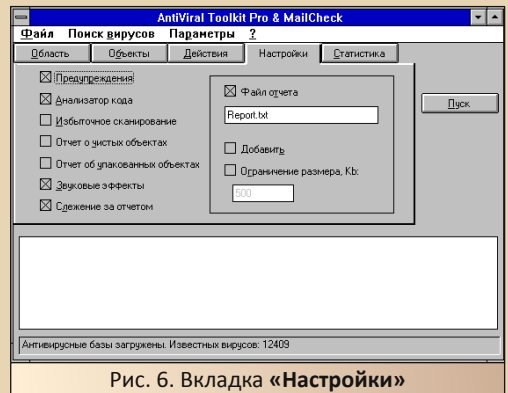 AntiViral Toolkit Pro & MailCheck
Файл Поиск вирусов Параметры ?
Область Объекты Действия Настройки Статистика
Предупреждения
Анализатор кода
Избыточное сканирование
Отчет о чистых объектах
Отчет об упакованных объектах
Звуковые эффекты
Слежение за отчетом
Файл отчета
Report.txt
Добавить
Ограничение размера, Kb:
500
Пуск
Антивирусные базы загружены. Известных вирусов: 12409
Рис. 6. Вкладка «Настройки»